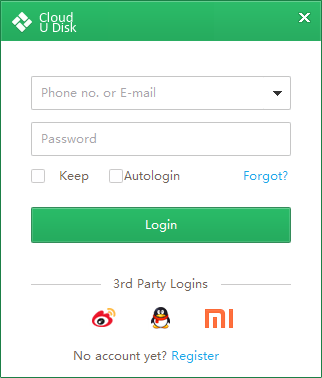 Cloud
U Disk
Phone no. or E-mail
Password
Keep Autologin Forgot?
Login
3rd Party Logins
No account yet? Register